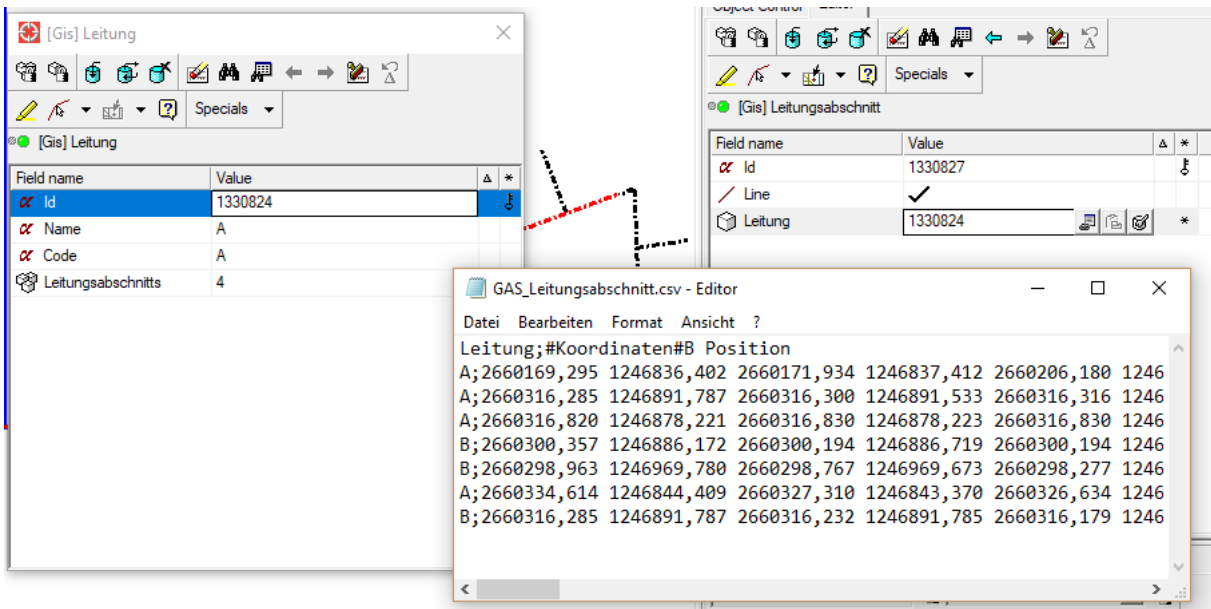 [Gis] Leitung
Specials
[Gis] Leitung
Field name Value
Id 1330824
Name A
Code A
Leitungsabschnitts 4
Object Control Editor
Specials
[Gis] Leitungsabschnitt
Field name Value
Id 1330827
Line
Leitung 1330824 *
GAS_Leitungsabschnitt.csv - Editor
Datei Bearbeiten Format Ansicht ?
Leitung;#Koordinaten#B Position
A;2660169,295 1246836,402 2660171,934 1246837,412 2660206,180 1246
A;2660316,285 1246891,787 2660316,300 1246891,533 2660316,316 1246
A;2660316,820 1246878,221 2660316,830 1246878,223 2660316,830 1246
B;2660300,357 1246886,172 2660300,194 1246886,719 2660300,194 1246
B;2660298,963 1246969,780 2660298,767 1246969,673 2660298,277 1246
A;2660334,614 1246844,409 2660327,310 1246843,370 2660326,634 1246
B;2660316,285 1246891,787 2660316,232 1246891,785 2660316,179 1246